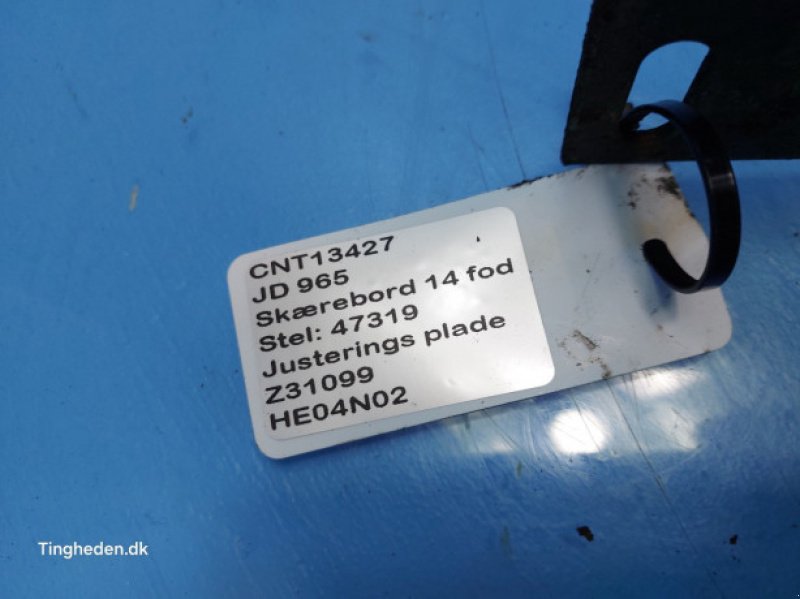 CNT13427
JD 965
Skærebord 14 fod
Stel: 47319
Justerings plade
Z31099
HE04N02
Tingheden.dk